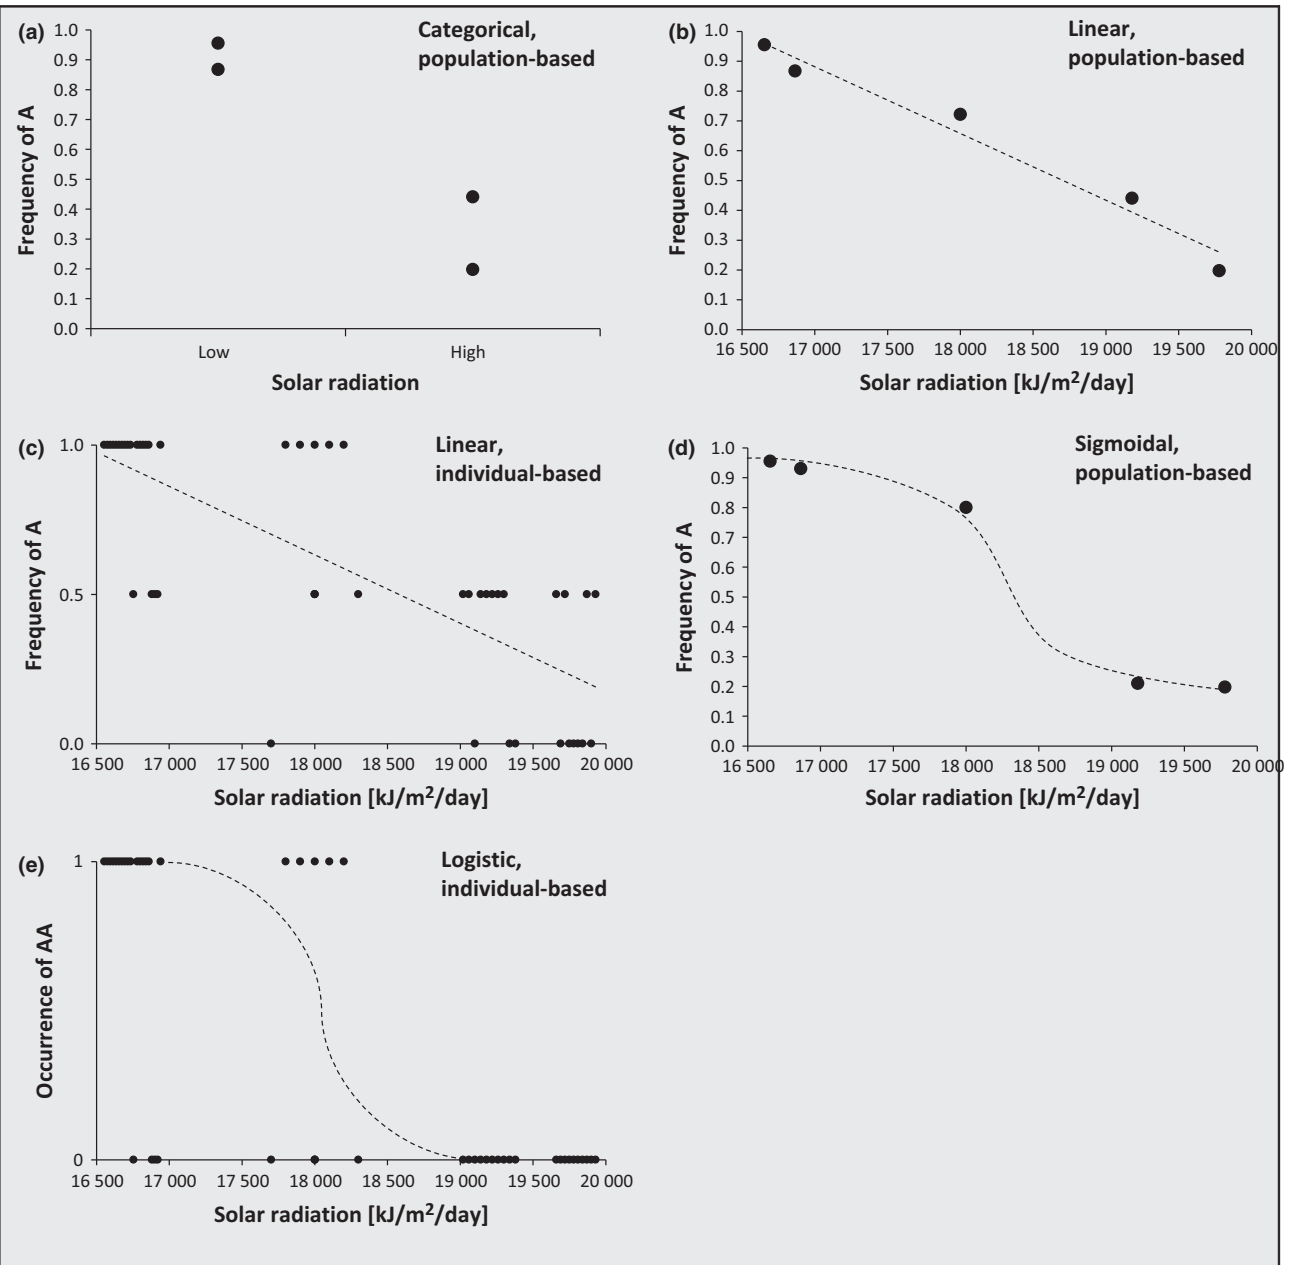 (a)
Categorical,
population-based
1.0
0.9
0.8
0.7
0.6
0.5
0.4
0.3
0.2
0.1
0.0
Frequency of A
Low
High
Solar radiation
(b)
Linear,
population-based
1.0
0.9
0.8
0.7
0.6
0.5
0.4
0.3
0.2
0.1
0.0
Frequency of A
16 500 17 000 17 500 18 000 18 500 19 000 19 500 20 000
Solar radiation [kJ/m²/day]
(c)
Linear,
individual-based
1.0
0.5
0.0
Frequency of A
16 500 17 000 17 500 18 000 18 500 19 000 19 500 20 000
Solar radiation [kJ/m²/day]
(d)
Sigmoidal,
population-based
1.0
0.9
0.8
0.7
0.6
0.5
0.4
0.3
0.2
0.1
0.0
Frequency of A
16 500 17 000 17 500 18 000 18 500 19 000 19 500 20 000
Solar radiation [kJ/m²/day]
(e)
Logistic,
individual-based
1
0
Occurrence of AA
16 500 17 000 17 500 18 000 18 500 19 000 19 500 20 000
Solar radiation [kJ/m²/day]